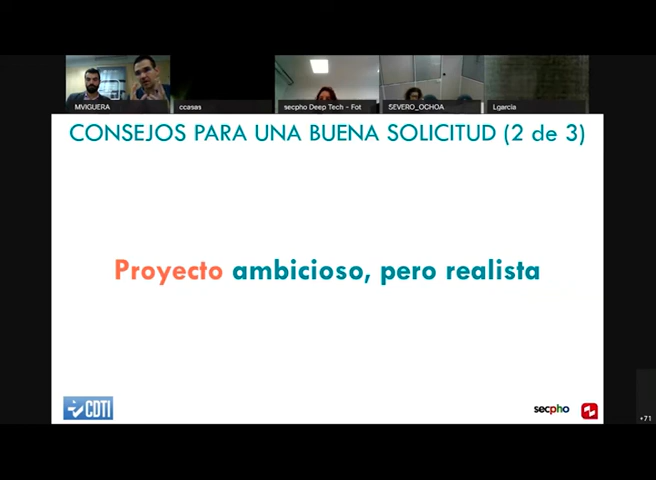 MVIGUERA
ccasas
secpho Deep Tech - Fot
SEVERO_OCHOA
Lgarcia
CONSEJOS PARA UNA BUENA SOLICITUD (2 de 3)
Proyecto ambicioso, pero realista
CDTI
secpho
+71